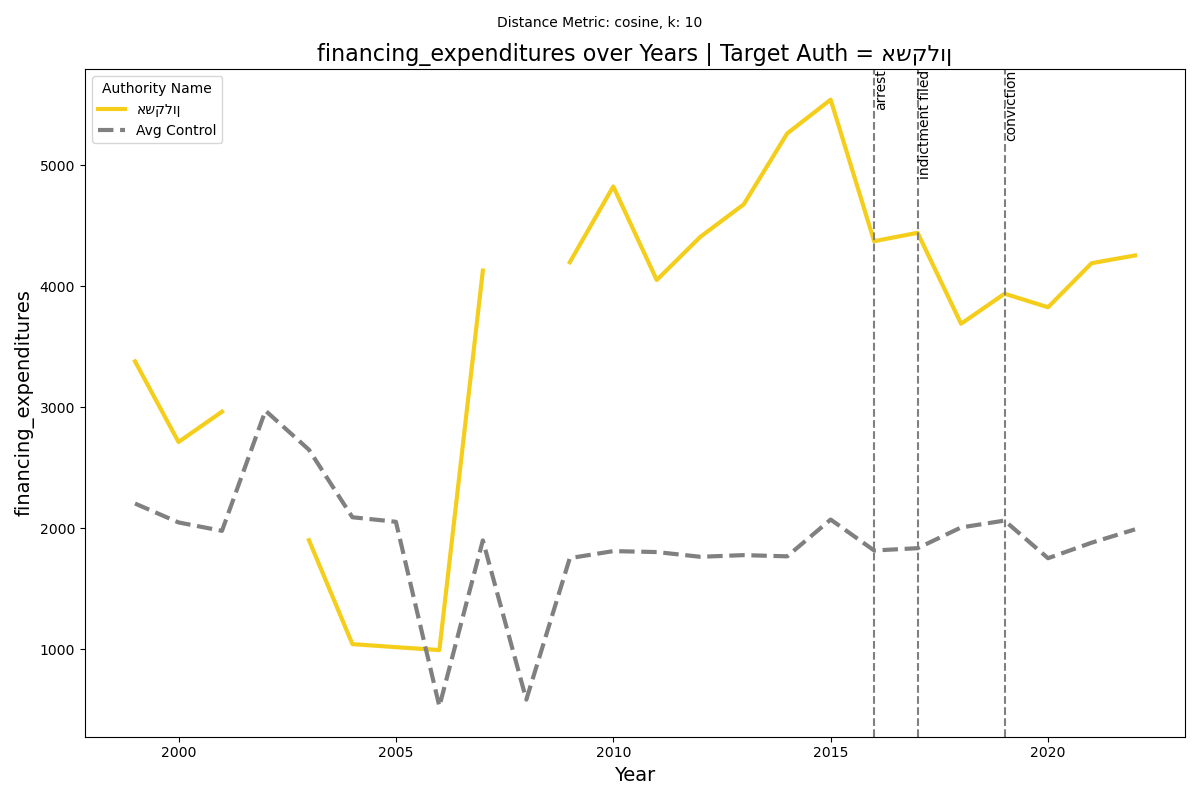 Distance Metric: cosine, k: 10
financing_expenditures over Years | Target Auth = אשקלון
Authority Name
אשקלון
Avg Control
arrest
indictment filed
conviction
financing_expenditures
5000
4000
3000
2000
1000
2000
2005
2010
2015
2020
Year